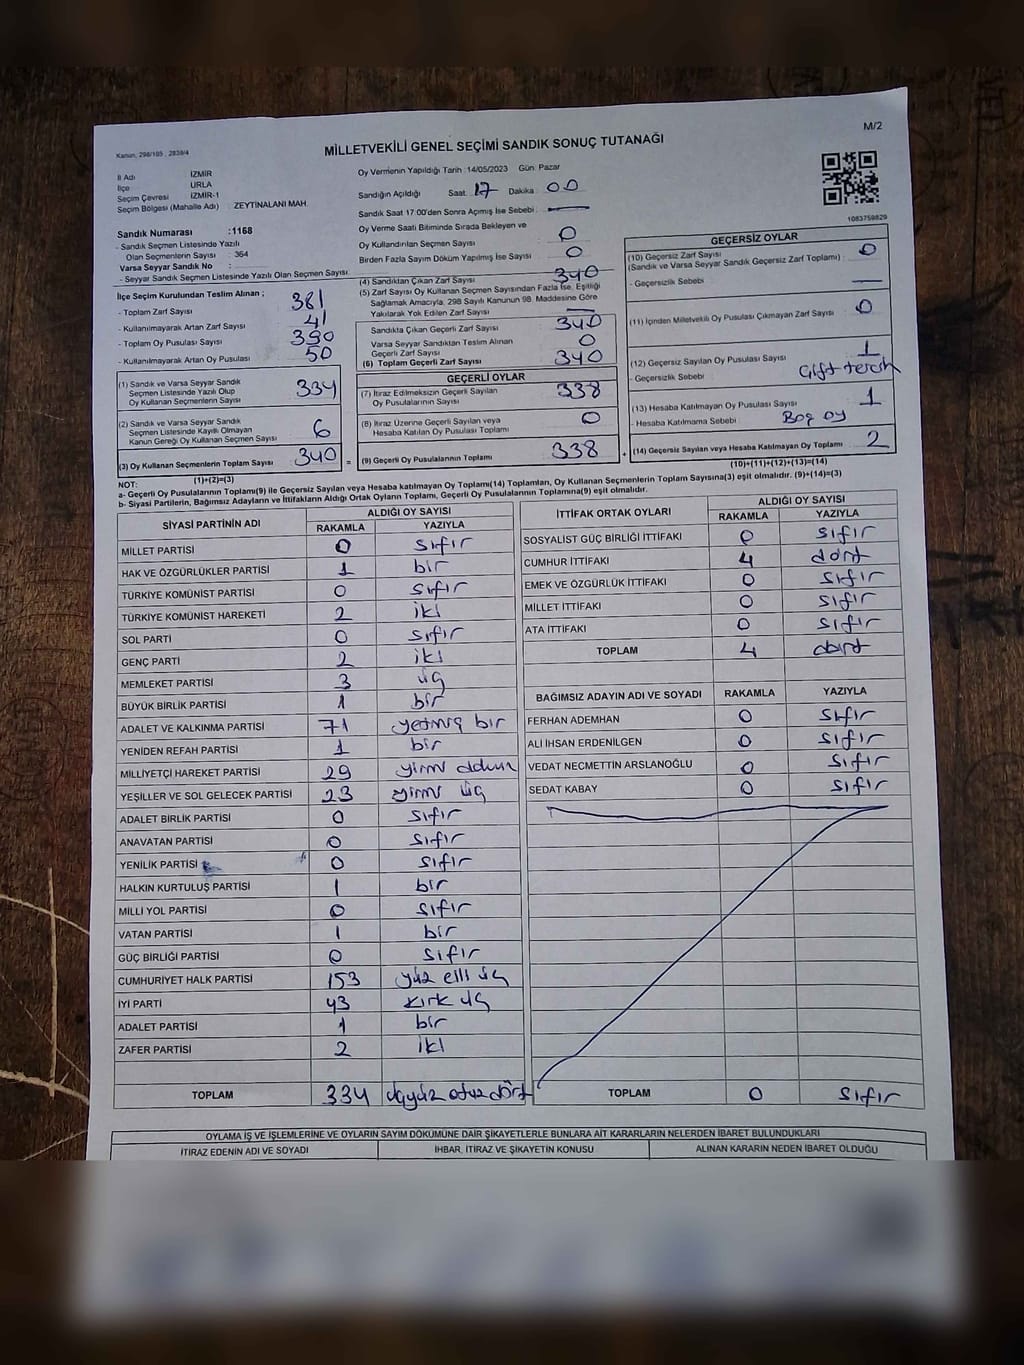 M/2
Kanun, 298/105 , 2839/4
MİLLETVEKİLİ GENEL SEÇİMİ SANDIK SONUÇ TUTANAĞI
İl Adı İZMİR
İlçe URLA
Seçim Çevresi İZMİR-1
Seçim Bölgesi (Mahalle Adı) ZEYTİNALANI MAH.
Sandık Numarası :1168
- Sandık Seçmen Listesinde Yazılı
Olan Seçmenlerin Sayısı : 364
Varsa Seyyar Sandık No :
- Seyyar Sandık Seçmen Listesinde Yazılı Olan Seçmen Sayısı
İlçe Seçim Kurulundan Teslim Alınan ;
- Toplam Zarf Sayısı 381
- Kullanılmayarak Artan Zarf Sayısı 41
- Toplam Oy Pusulası Sayısı 390
- Kullanılmayarak Artan Oy Pusulası 50
(1) Sandık ve Varsa Seyyar Sandık
Seçmen Listesinde Yazılı Olup
Oy Kullanan Seçmenlerin Sayısı 334
(2) Sandık ve Varsa Seyyar Sandık
Seçmen Listesinde Kayıtlı Olmayan
Kanun Gereği Oy Kullanan Seçmen Sayısı 6
(3) Oy Kullanan Seçmenlerin Toplam Sayısı 340 =
(1)+(2)=(3)
Oy Vermenin Yapıldığı Tarih : 14/05/2023 Gün: Pazar
Sandığın Açıldığı Saat: 17 Dakika : 00
Sandık Saat 17:00'den Sonra Açımış İse Sebebi :
Oy Verme Saati Bitiminde Sırada Bekleyen ve
Oy Kullandırılan Seçmen Sayısı 0
Birden Fazla Sayım Döküm Yapılmış İse Sayısı 0
(4) Sandıktan Çıkan Zarf Sayısı 340
(5) Zarf Sayısı Oy Kullanan Seçmen Sayısından Fazla İse, Eşitliği
Sağlamak Amacıyla, 298 Sayılı Kanunun 98. Maddesine Göre
Yakılarak Yok Edilen Zarf Sayısı
Sandıkta Çıkan Geçerli Zarf Sayısı 340
Varsa Seyyar Sandıktan Teslim Alınan
Geçerli Zarf Sayısı 0
(6) Toplam Geçerli Zarf Sayısı 340
GEÇERLİ OYLAR
(7) İtiraz Edilmeksizin Geçerli Sayılan
Oy Pusulalarının Sayısı 338
(8) İtiraz Üzerine Geçerli Sayılan veya
Hesaba Katılan Oy Pusulası Toplamı 0
(9) Geçerli Oy Pusulalarının Toplamı 338 +
1083759829
GEÇERSİZ OYLAR
(10) Geçersiz Zarf Sayısı 0
(Sandık ve Varsa Seyyar Sandık Geçersiz Zarf Toplamı) :
- Geçersizlik Sebebi
(11) İçinden Milletvekili Oy Pusulası Çıkmayan Zarf Sayısı 0
(12) Geçersiz Sayılan Oy Pusulası Sayısı 1
- Geçersizlik Sebebi Çift tercih
(13) Hesaba Katılmayan Oy Pusulası Sayısı 1
- Hesaba Katılmama Sebebi : Boş oy
(14) Geçersiz Sayılan veya Hesaba Katılmayan Oy Toplamı 2
(10)+(11)+(12)+(13)=(14)
NOT:
a- Geçerli Oy Pusulasının Toplamı(9) ile Geçersiz Sayılan veya Hesaba katılmayan Oy Toplamı(14) Toplamları, Oy Kullanan Seçmenlerin Toplam Sayısına(3) eşit olmalıdır. (9)+(14)=(3)
b- Siyasi Partilerin, Bağımsız Adayların ve İttifakların Aldığı Ortak Oyların Toplamı, Geçerli Oy Pusulalarının Toplamına(9) eşit olmalıdır.
SİYASİ PARTİNİN ADI ALDIĞI OY SAYISI
RAKAMLA YAZIYLA
MİLLET PARTİSİ 0 sıfır
HAK VE ÖZGÜRLÜKLER PARTİSİ 1 bir
TÜRKİYE KOMÜNİST PARTİSİ 0 sıfır
TÜRKİYE KOMÜNİST HAREKETİ 2 iki
SOL PARTİ 0 sıfır
GENÇ PARTİ 2 iki
MEMLEKET PARTİSİ 3 üç
BÜYÜK BİRLİK PARTİSİ 1 bir
ADALET VE KALKINMA PARTİSİ 71 yetmiş bir
YENİDEN REFAH PARTİSİ 1 bir
MİLLİYETÇİ HAREKET PARTİSİ 29 yirmi dokuz
YEŞİLLER VE SOL GELECEK PARTİSİ 23 yirmi üç
ADALET BİRLİK PARTİSİ 0 sıfır
ANAVATAN PARTİSİ 0 sıfır
YENİLİK PARTİSİ 0 sıfır
HALKIN KURTULUŞ PARTİSİ 1 bir
MİLLİ YOL PARTİSİ 0 sıfır
VATAN PARTİSİ 1 bir
GÜÇ BİRLİĞİ PARTİSİ 0 sıfır
CUMHURİYET HALK PARTİSİ 153 yüz elli üç
İYİ PARTİ 43 kırk üç
ADALET PARTİSİ 1 bir
ZAFER PARTİSİ 2 iki
TOPLAM 334 üçyüz otuz dört
İTTİFAK ORTAK OYLARI ALDIĞI OY SAYISI
RAKAMLA YAZIYLA
SOSYALİST GÜÇ BİRLİĞİ İTTİFAKI 0 sıfır
CUMHUR İTTİFAKI 4 dört
EMEK VE ÖZGÜRLÜK İTTİFAKI 0 sıfır
MİLLET İTTİFAKI 0 sıfır
ATA İTTİFAKI 0 sıfır
TOPLAM 4 dört
BAĞIMSIZ ADAYIN ADI VE SOYADI RAKAMLA YAZIYLA
FERHAN ADEMHAN 0 sıfır
ALİ İHSAN ERDENİLGEN 0 sıfır
VEDAT NECMETTİN ARSLANOĞLU 0 sıfır
SEDAT KABAY 0 sıfır
TOPLAM 0 sıfır
OYLAMA İŞ VE İŞLEMLERİNE VE OYLARIN SAYIM DÖKÜMÜNE DAİR ŞİKAYETLERLE BUNLARA AİT KARARLARIN NELERDEN İBARET BULUNDUKLARI
İTİRAZ EDENİN ADI VE SOYADI İHBAR, İTİRAZ VE ŞİKAYETİN KONUSU ALINAN KARARIN NEDEN İBARET OLDUĞU